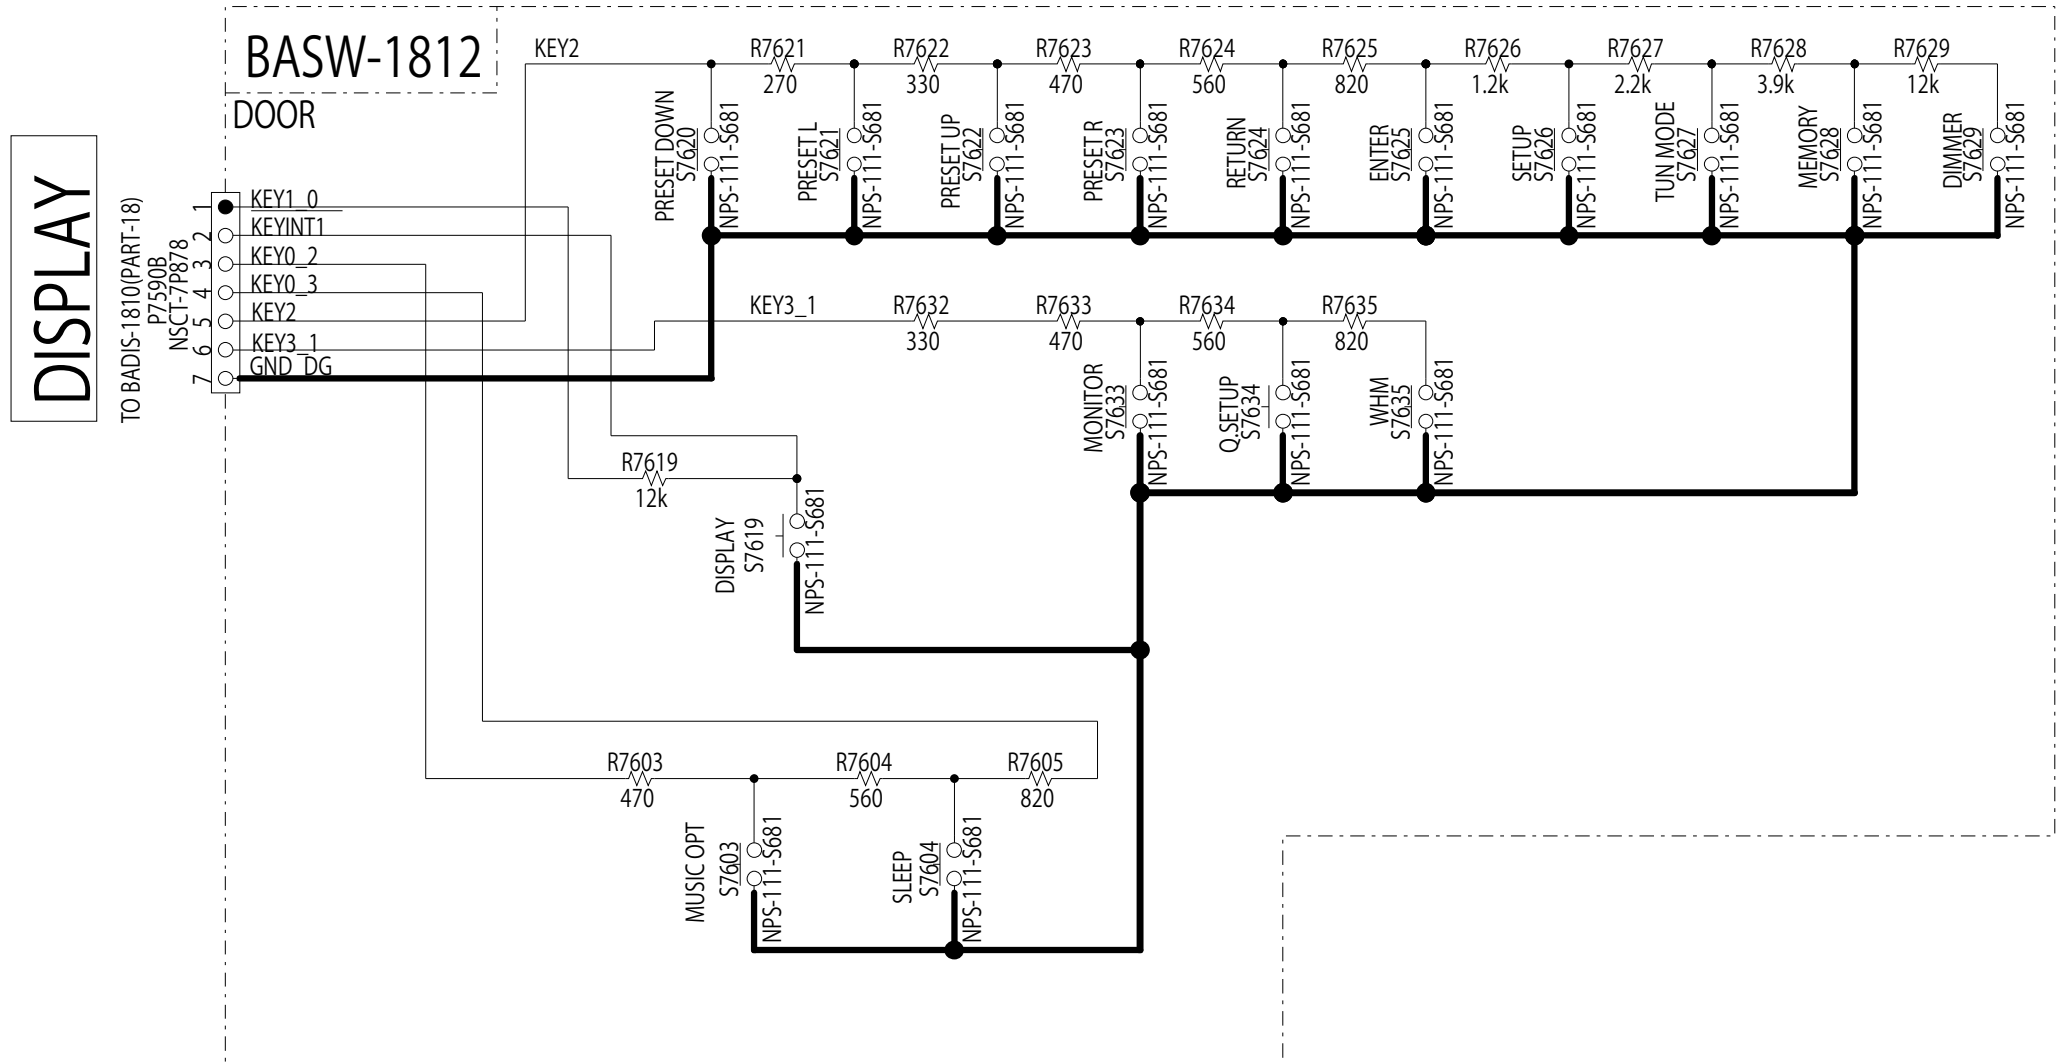 BASW-1812
DOOR
DISPLAY
TO BADIS-1810(PART-18)
P7590B
NSCT-7P878
1
2
3
4
5
6
7
KEY1_0
KEYINT1
KEY0_2
KEY0_3
KEY2
KEY3_1
GND_DG
KEY2
R7621
270
R7622
330
R7623
470
R7624
560
R7625
820
R7626
1.2k
R7627
2.2k
R7628
3.9k
R7629
12k
PRESET DOWN
S7620
NPS-111-S681
PRESET L
S7621
NPS-111-S681
PRESET UP
S7622
NPS-111-S681
PRESET R
S7623
NPS-111-S681
RETURN
S7624
NPS-111-S681
ENTER
S7625
NPS-111-S681
SETUP
S7626
NPS-111-S681
TUN MODE
S7627
NPS-111-S681
MEMORY
S7628
NPS-111-S681
DIMMER
S7629
NPS-111-S681
KEY3_1
R7632
330
R7633
470
R7634
560
R7635
820
MONITOR
S7633
NPS-111-S681
Q.SETUP
S7634
NPS-111-S681
WHM
S7635
NPS-111-S681
R7619
12k
DISPLAY
S7619
NPS-111-S681
R7603
470
R7604
560
R7605
820
MUSIC OPT
S7603
NPS-111-S681
SLEEP
S7604
NPS-111-S681